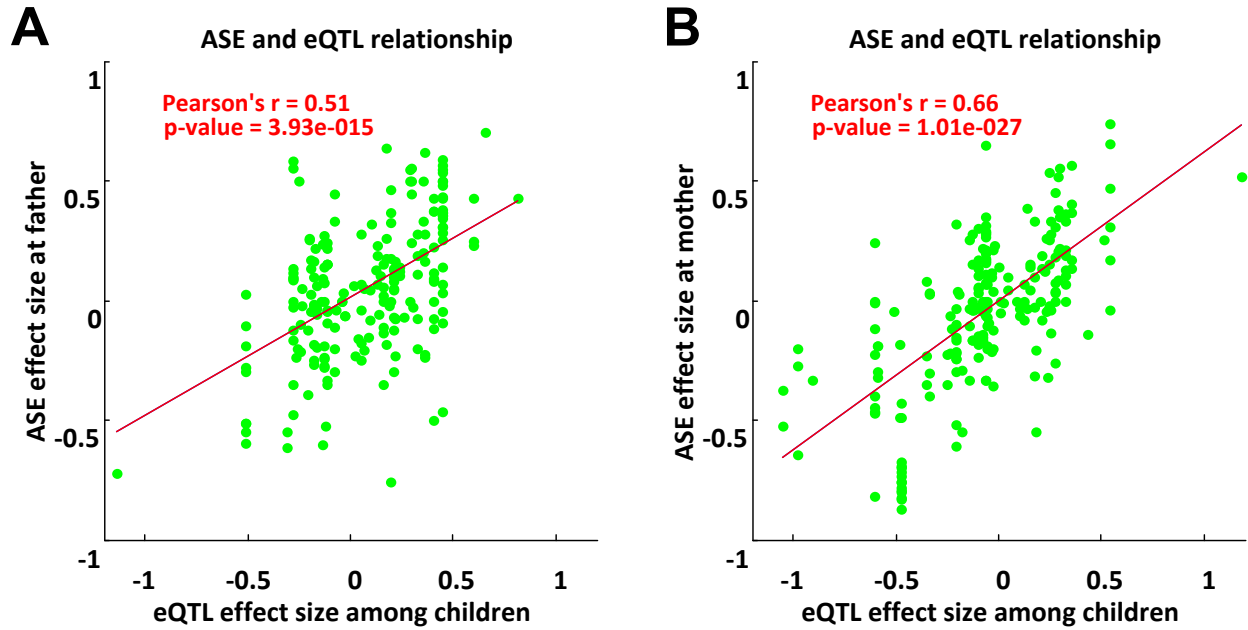 A
ASE and eQTL relationship
Pearson's r = 0.51
p-value = 3.93e-015
ASE effect size at father
1
0.5
0
-0.5
-1
-1 -0.5 0 0.5 1
eQTL effect size among children
B
ASE and eQTL relationship
Pearson's r = 0.66
p-value = 1.01e-027
ASE effect size at mother
1
0.5
0
-0.5
-1
-1 -0.5 0 0.5 1
eQTL effect size among children